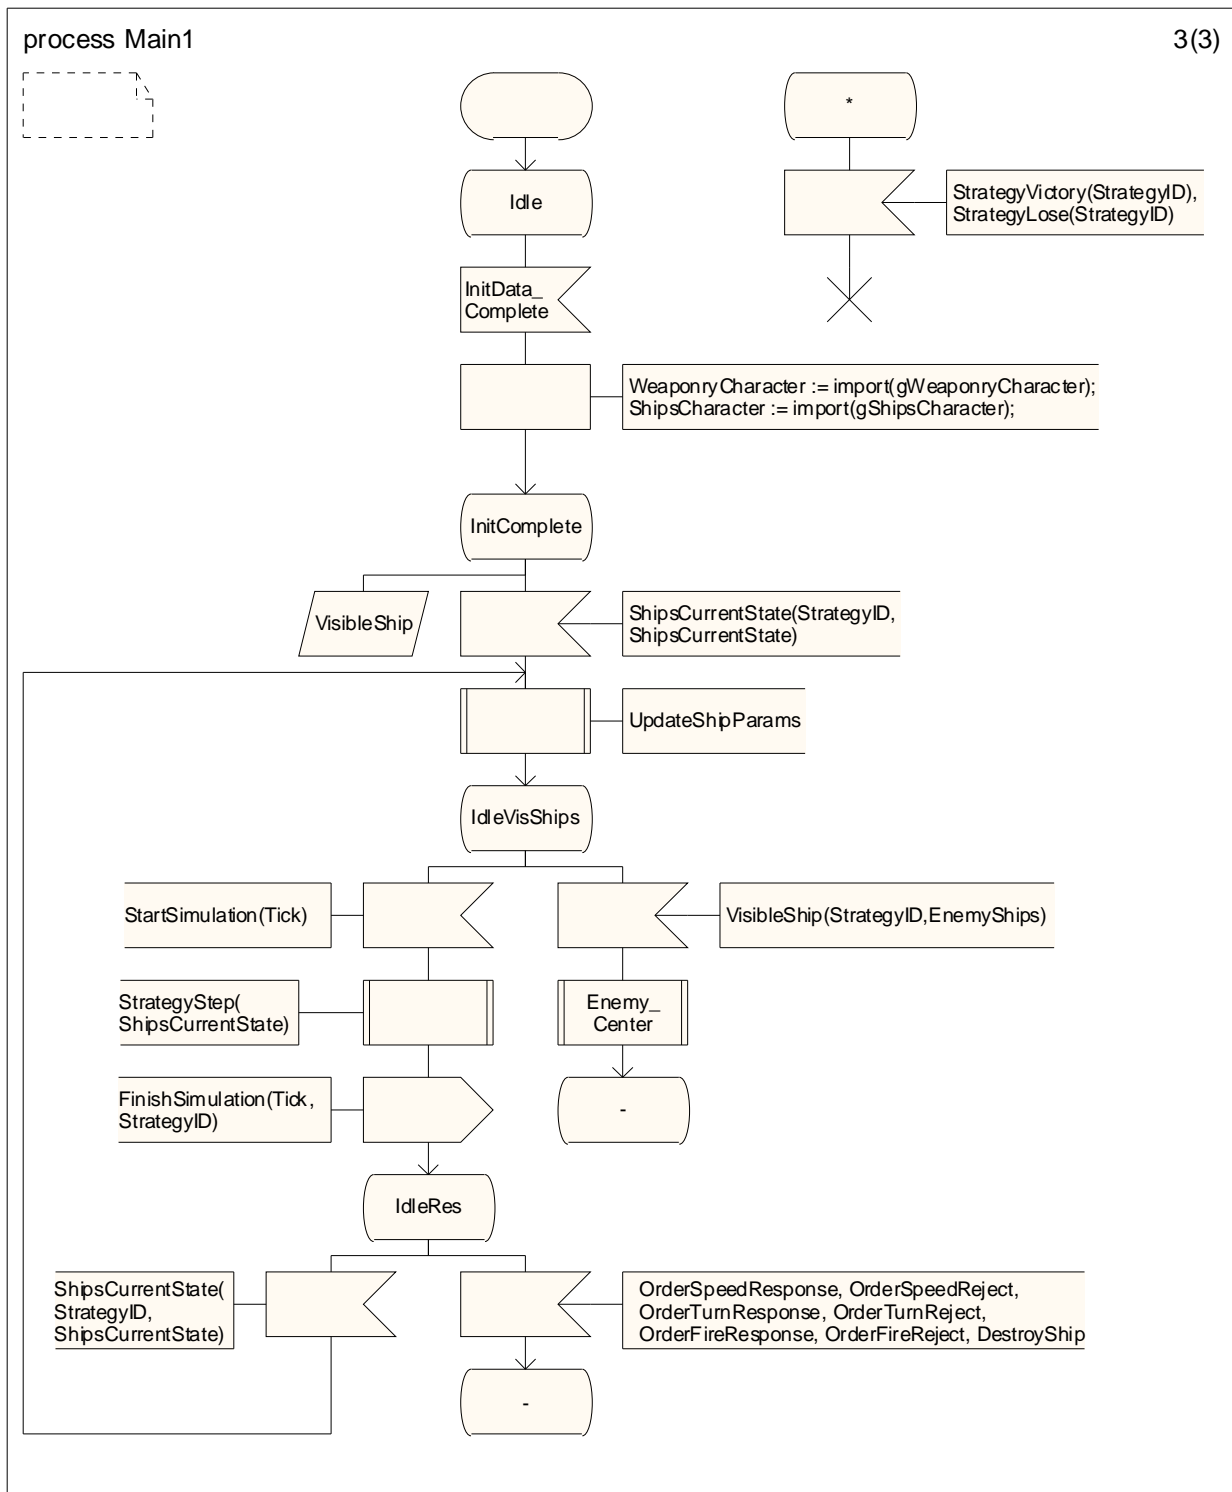 process Main1
3(3)
*
Idle
StrategyVictory(StrategyID),
StrategyLose(StrategyID)
InitData_
Complete
WeaponryCharacter := import(gWeaponryCharacter);
ShipsCharacter := import(gShipsCharacter);
InitComplete
VisibleShip
ShipsCurrentState(StrategyID,
ShipsCurrentState)
UpdateShipParams
IdleVisShips
StartSimulation(Tick)
VisibleShip(StrategyID,EnemyShips)
StrategyStep(
ShipsCurrentState)
Enemy_
Center
FinishSimulation(Tick,
StrategyID)
-
IdleRes
ShipsCurrentState(
StrategyID,
ShipsCurrentState)
OrderSpeedResponse, OrderSpeedReject,
OrderTurnResponse, OrderTurnReject,
OrderFireResponse, OrderFireReject, DestroyShip
-